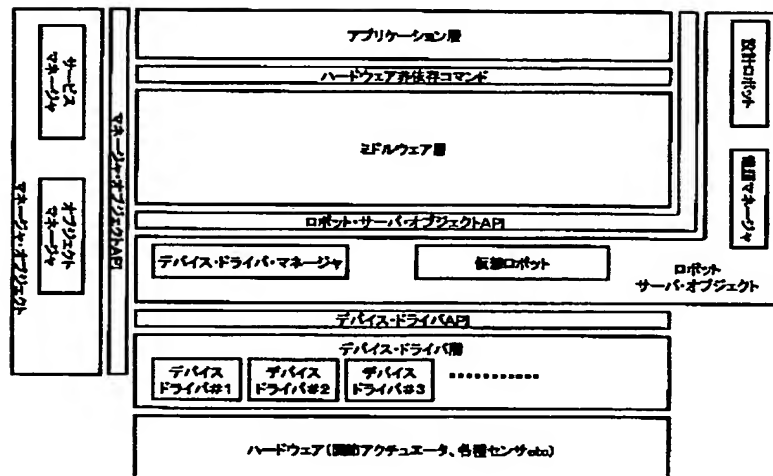 サービス
マネージャ
オブジェクト
マネージャ
マネージャ・オブジェクト
マネージャ・オブジェクトAPI
アプリケーション層
ハードウェア非依存コマンド
ミドルウェア層
ロボット・サーバ・オブジェクトAPI
デバイス・ドライバ・マネージャ
仮想ロボット
設計ロボット
電源マネージャ
ロボット
サーバ・オブジェクト
デバイス・ドライバAPI
デバイス・ドライバ層
デバイス
ドライバ#1
デバイス
ドライバ#2
デバイス
ドライバ#3
…………
ハードウェア(関節アクチュエータ、各種センサetc)